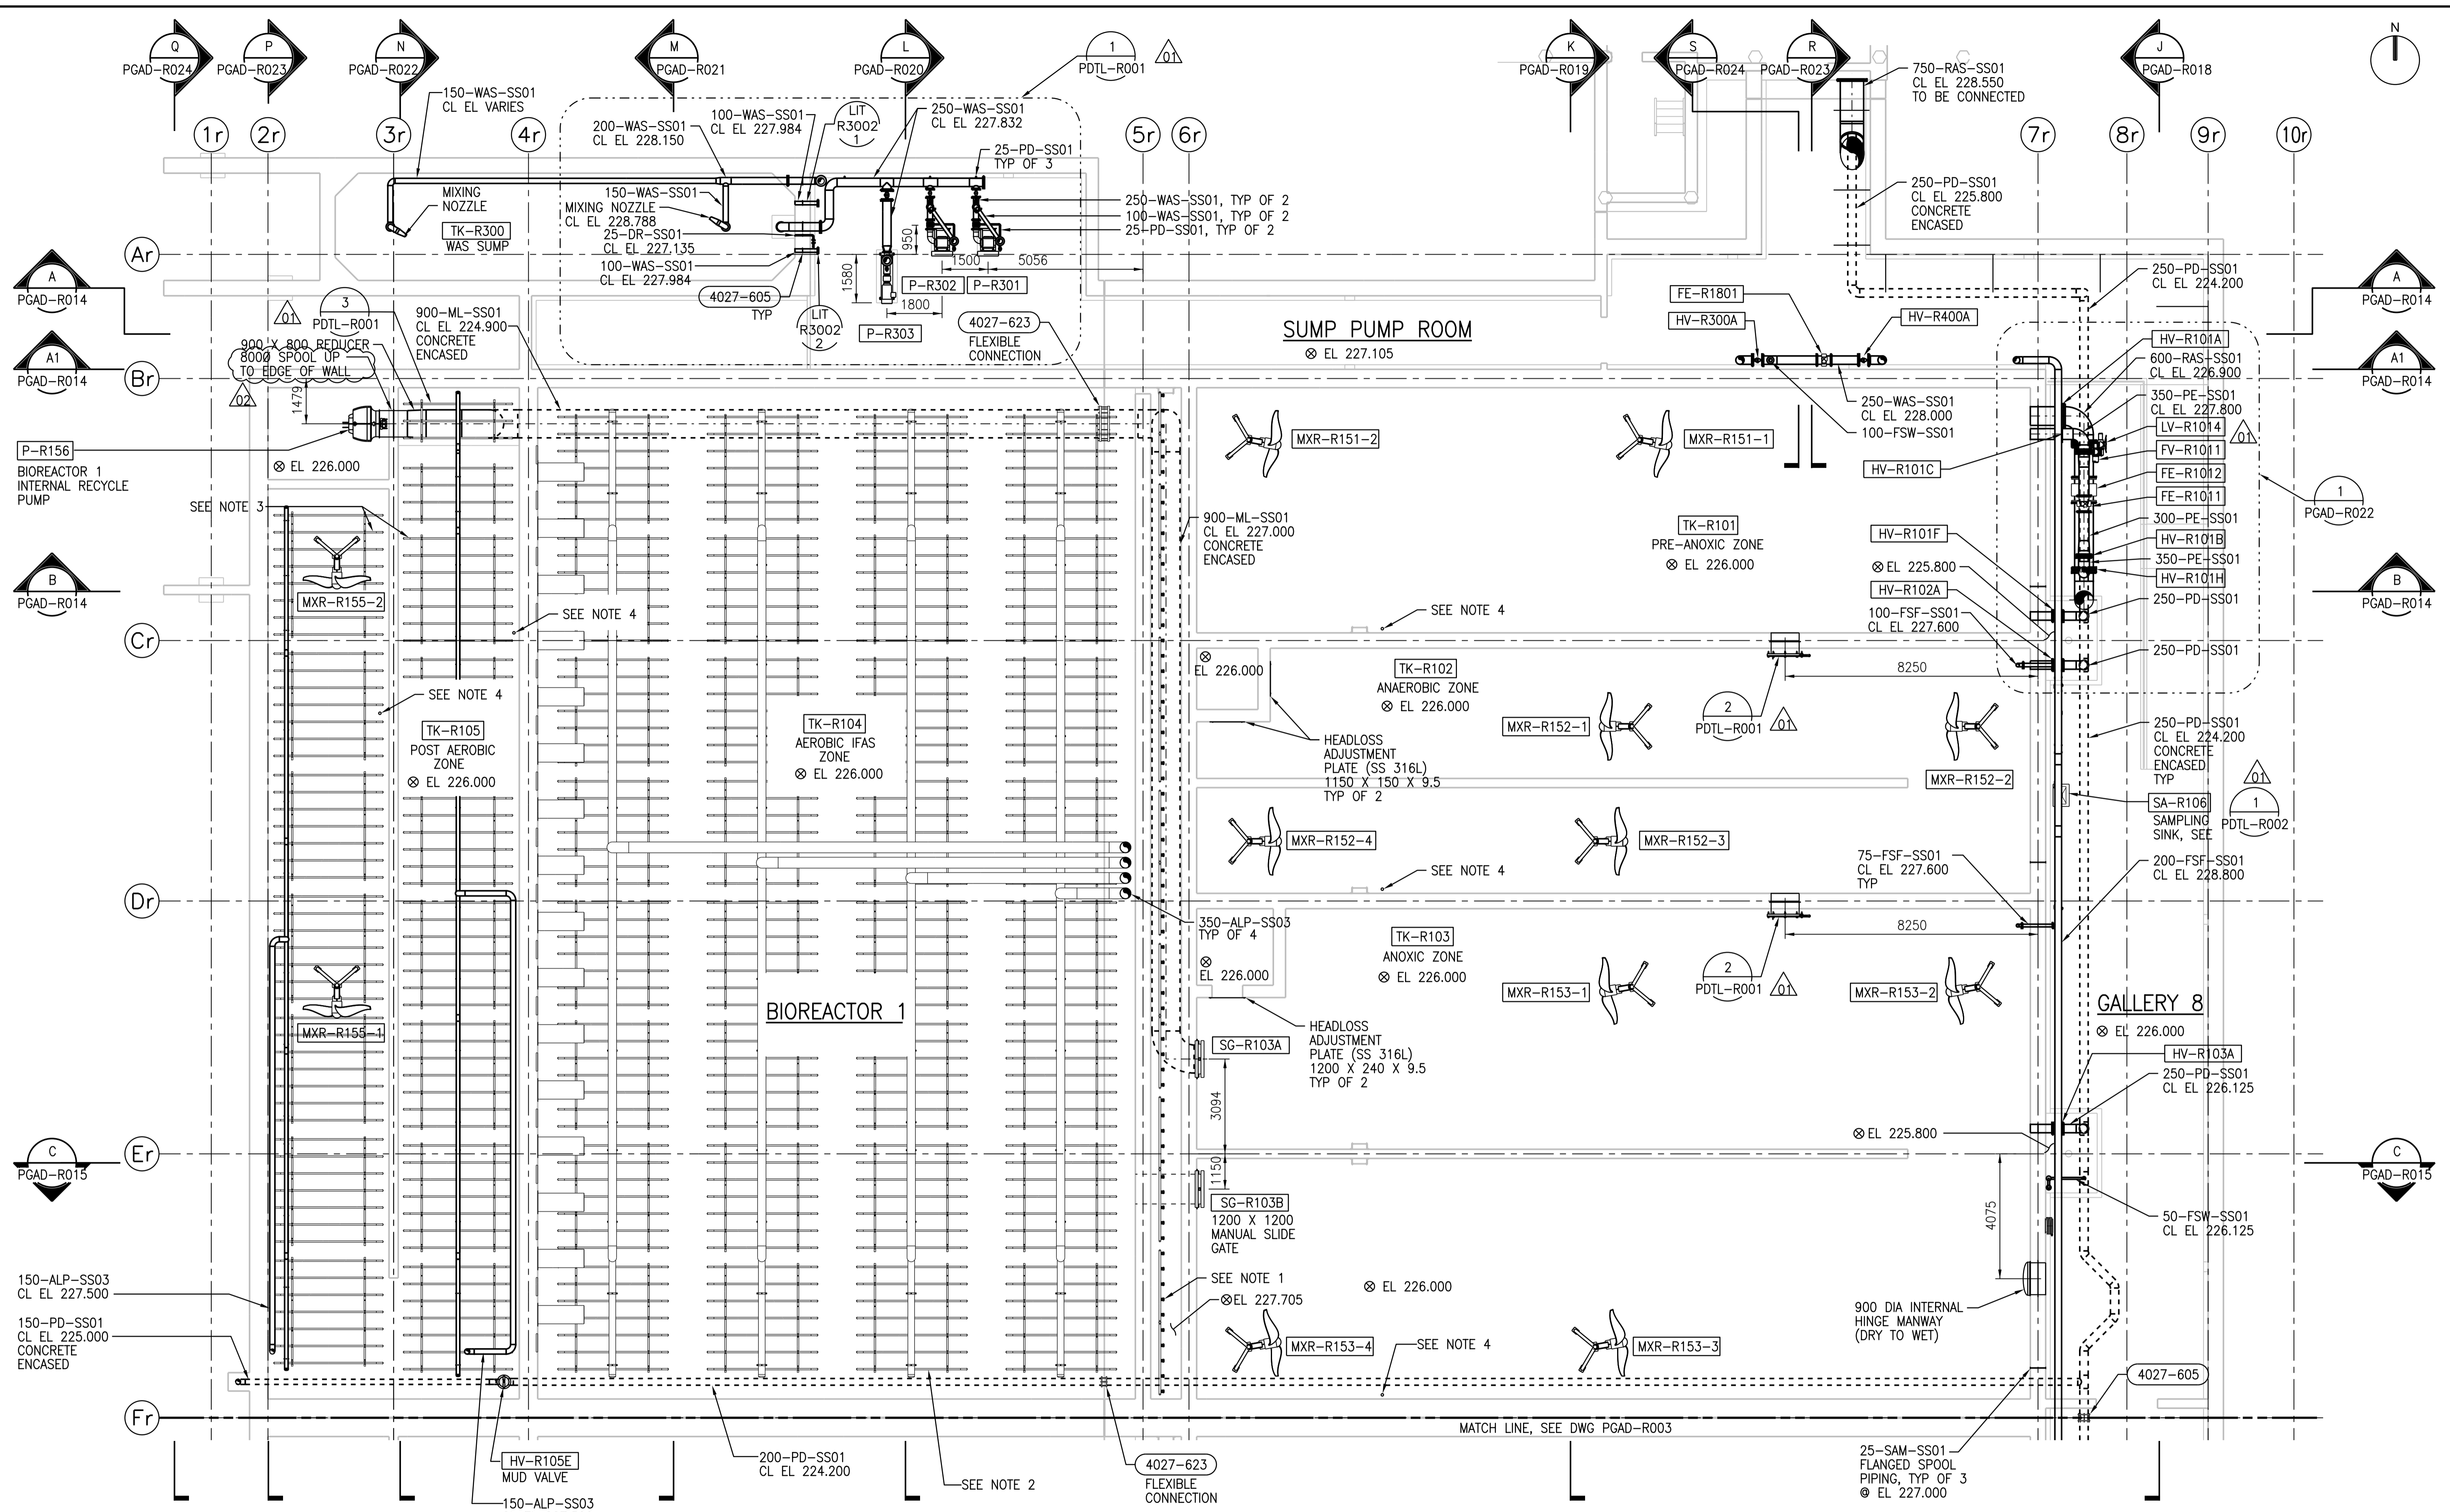 Q
PGAD-R024
P
PGAD-R023
N
PGAD-R022
M
PGAD-R021
L
PGAD-R020
1
PDTL-R001
01
K
PGAD-R019
S
PGAD-R024
R
PGAD-R023
J
PGAD-R018
N
1r
2r
3r
4r
5r
6r
7r
8r
9r
10r
150-WAS-SS01
CL EL VARIES
200-WAS-SS01
CL EL 228.150
100-WAS-SS01
CL EL 227.984
LIT
R3002
1
250-WAS-SS01
CL EL 227.832
25-PD-SS01
TYP OF 3
750-RAS-SS01
CL EL 228.550
TO BE CONNECTED
MIXING
NOZZLE
150-WAS-SS01
MIXING NOZZLE
CL EL 228.788
25-DR-SS01
CL EL 227.135
100-WAS-SS01
CL EL 227.984
TK-R300
WAS SUMP
250-WAS-SS01, TYP OF 2
100-WAS-SS01, TYP OF 2
25-PD-SS01, TYP OF 2
250-PD-SS01
CL EL 225.800
CONCRETE
ENCASED
Ar
950
1500
5056
1580
1800
P-R302
P-R301
P-R303
4027-605
TYP
LIT
R3002
2
4027-623
FLEXIBLE
CONNECTION
A
PGAD-R014
A
PGAD-R014
250-PD-SS01
CL EL 224.200
01
3
PDTL-R001
900-ML-SS01
CL EL 224.900
CONCRETE
ENCASED
SUMP PUMP ROOM
EL 227.105
FE-R1801
HV-R300A
HV-R400A
HV-R101A
600-RAS-SS01
CL EL 226.900
350-PE-SS01
CL EL 227.800
LV-R1014
01
FV-R1011
FE-R1012
FE-R1011
300-PE-SS01
HV-R101B
350-PE-SS01
HV-R101H
250-PD-SS01
A1
PGAD-R014
A1
PGAD-R014
Br
900 X 800 REDUCER
800Ø SPOOL UP
TO EDGE OF WALL
02
1479
250-WAS-SS01
CL EL 228.000
100-FSW-SS01
P-R156
BIOREACTOR 1
INTERNAL RECYCLE
PUMP
EL 226.000
MXR-R151-2
MXR-R151-1
HV-R101C
1
PGAD-R022
SEE NOTE 3
900-ML-SS01
CL EL 227.000
CONCRETE
ENCASED
TK-R101
PRE-ANOXIC ZONE
EL 226.000
HV-R101F
EL 225.800
HV-R102A
100-FSF-SS01
CL EL 227.600
B
PGAD-R014
B
PGAD-R014
MXR-R155-2
SEE NOTE 4
SEE NOTE 4
Cr
250-PD-SS01
EL 226.000
TK-R102
ANAEROBIC ZONE
EL 226.000
8250
SEE NOTE 4
TK-R105
POST AEROBIC
ZONE
EL 226.000
TK-R104
AEROBIC IFAS
ZONE
EL 226.000
HEADLOSS
ADJUSTMENT
PLATE (SS 316L)
1150 X 150 X 9.5
TYP OF 2
MXR-R152-1
2
PDTL-R001
01
MXR-R152-2
250-PD-SS01
CL EL 224.200
CONCRETE
ENCASED
TYP
01
SA-R106
SAMPLING
SINK, SEE
1
PDTL-R002
MXR-R152-4
MXR-R152-3
SEE NOTE 4
75-FSF-SS01
CL EL 227.600
TYP
200-FSF-SS01
CL EL 228.800
Dr
350-ALP-SS03
TYP OF 4
EL 226.000
TK-R103
ANOXIC ZONE
EL 226.000
8250
2
PDTL-R001
01
MXR-R153-1
MXR-R153-2
MXR-R155-1
BIOREACTOR 1
GALLERY 8
EL 226.000
HEADLOSS
ADJUSTMENT
PLATE (SS 316L)
1200 X 240 X 9.5
TYP OF 2
SG-R103A
3094
HV-R103A
250-PD-SS01
CL EL 226.125
EL 225.800
C
PGAD-R015
C
PGAD-R015
Er
1150
SG-R103B
1200 X 1200
MANUAL SLIDE
GATE
4075
50-FSW-SS01
CL EL 226.125
SEE NOTE 1
EL 227.705
EL 226.000
150-ALP-SS03
CL EL 227.500
150-PD-SS01
CL EL 225.000
CONCRETE
ENCASED
900 DIA INTERNAL
HINGE MANWAY
(DRY TO WET)
MXR-R153-4
SEE NOTE 4
MXR-R153-3
4027-605
Fr
MATCH LINE, SEE DWG PGAD-R003
HV-R105E
MUD VALVE
150-ALP-SS03
200-PD-SS01
CL EL 224.200
SEE NOTE 2
4027-623
FLEXIBLE
CONNECTION
25-SAM-SS01
FLANGED SPOOL
PIPING, TYP OF 3
@ EL 227.000